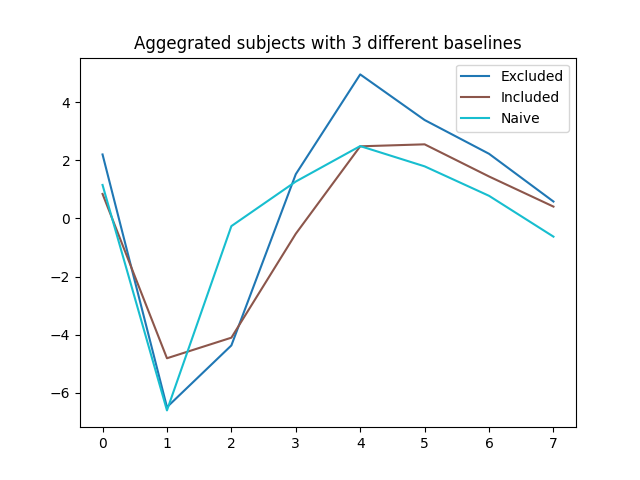 Aggegrated subjects with 3 different baselines
Excluded
Included
Naive
4
2
0
−2
−4
−6
0 1 2 3 4 5 6 7